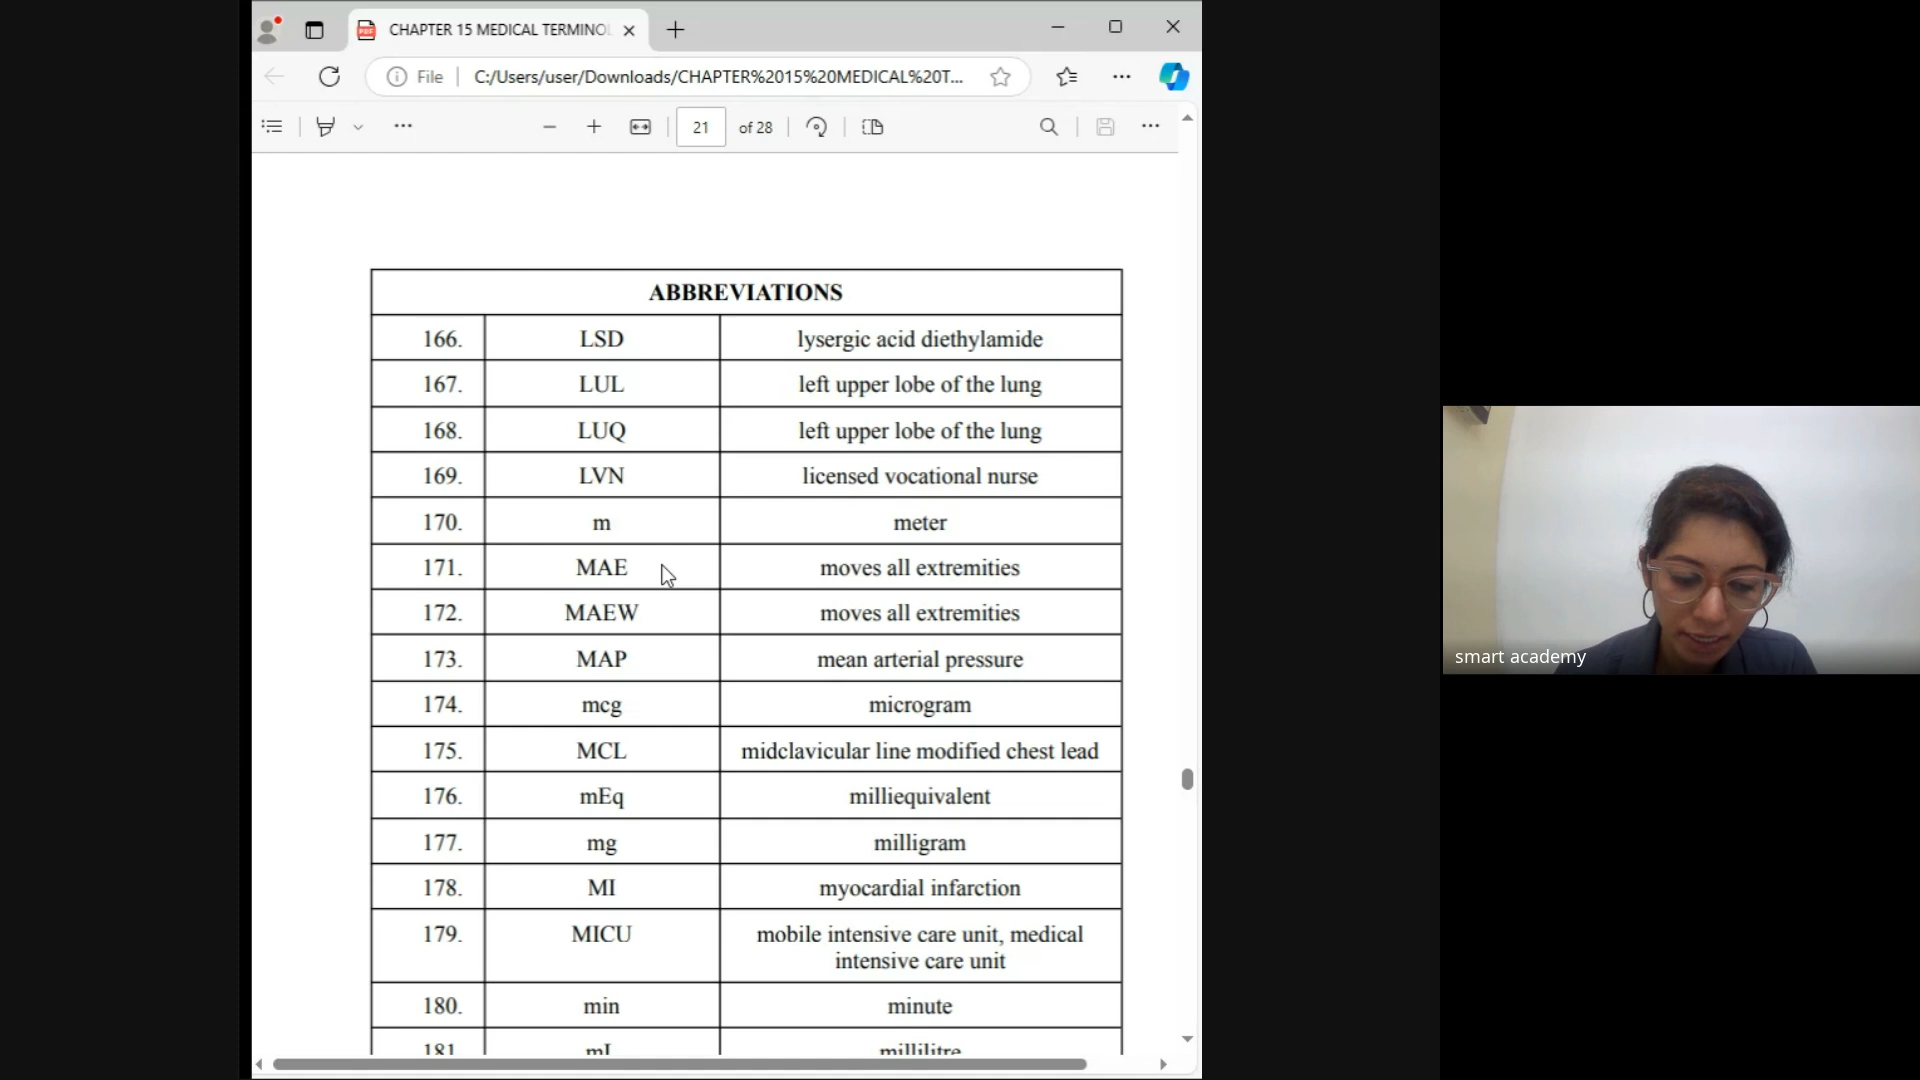 CHAPTER 15 MEDICAL TERMINOL
File C:/Users/user/Downloads/CHAPTER%2015%20MEDICAL%20T...
21 of 28
ABBREVIATIONS
166. LSD lysergic acid diethylamide
167. LUL left upper lobe of the lung
168. LUQ left upper lobe of the lung
169. LVN licensed vocational nurse
170. m meter
171. MAE moves all extremities
172. MAEW moves all extremities
173. MAP mean arterial pressure
174. mcg microgram
175. MCL midclavicular line modified chest lead
176. mEq milliequivalent
177. mg milligram
178. MI myocardial infarction
179. MICU mobile intensive care unit, medical
intensive care unit
180. min minute
181. mL millilitre
smart academy